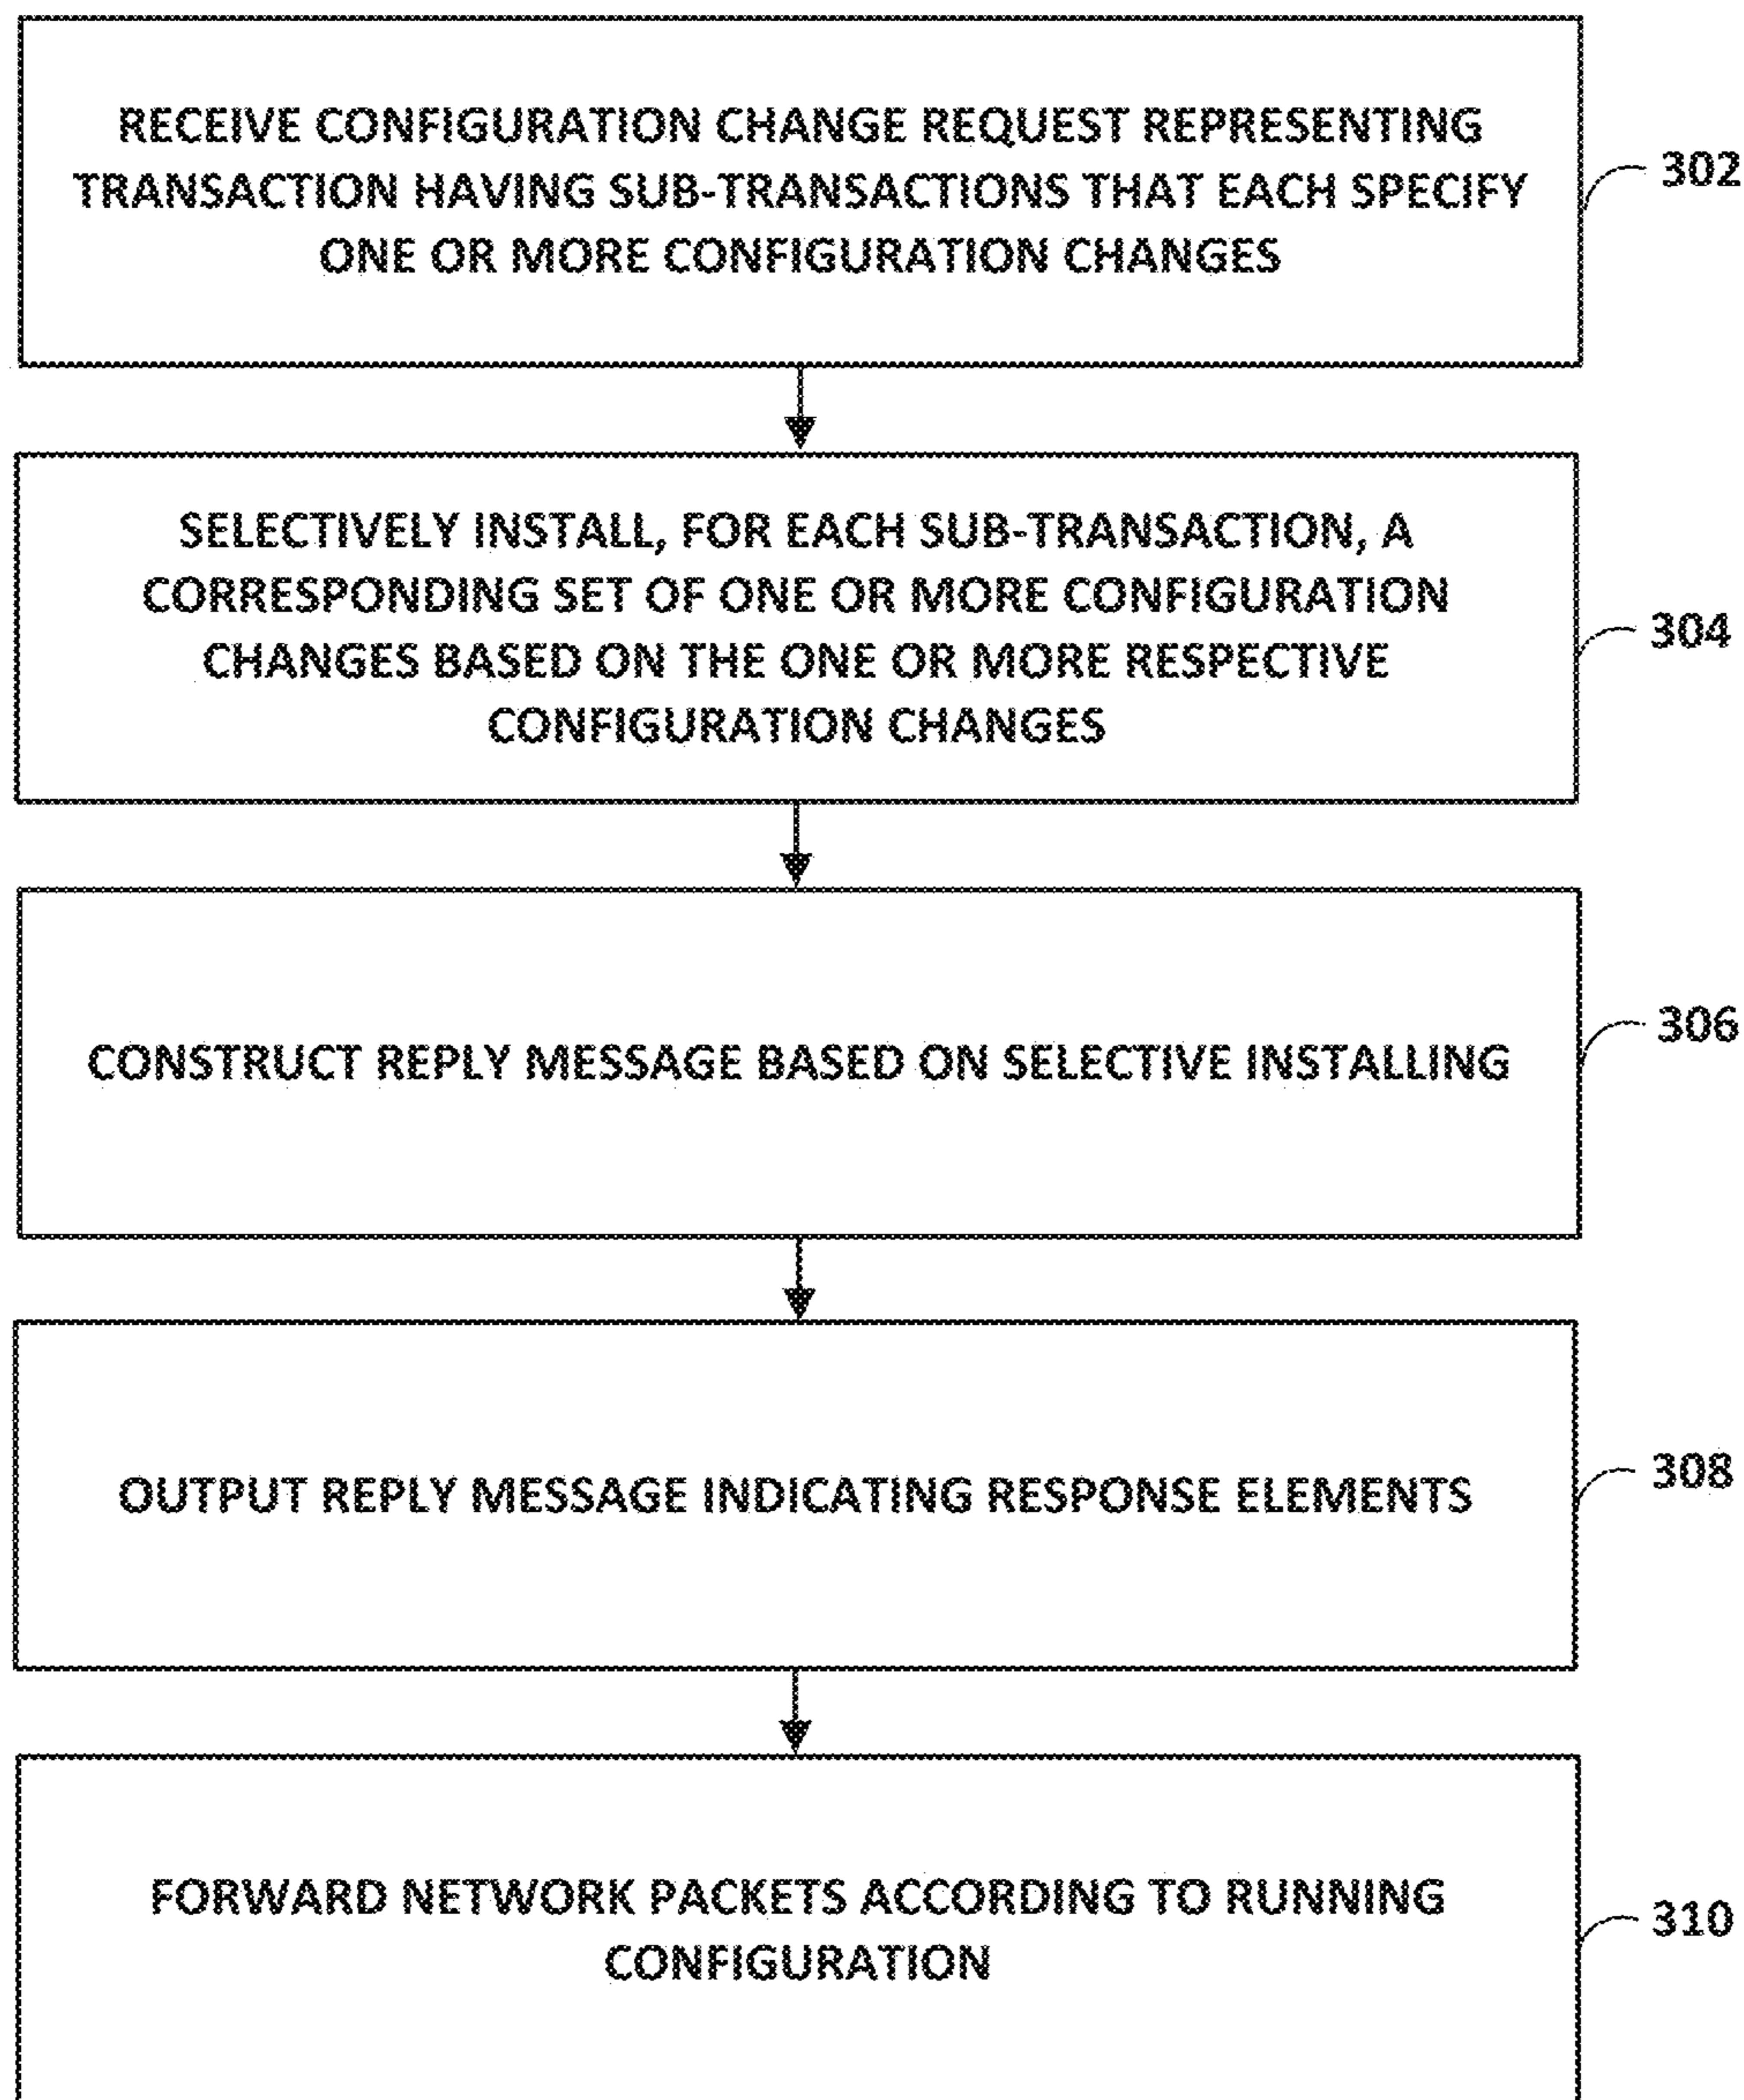 RECEIVE CONFIGURATION CHANGE REQUEST REPRESENTING
TRANSACTION HAVING SUB-TRANSACTIONS THAT EACH SPECIFY
ONE OR MORE CONFIGURATION CHANGES
302
SELECTIVELY INSTALL, FOR EACH SUB-TRANSACTION, A
CORRESPONDING SET OF ONE OR MORE CONFIGURATION
CHANGES BASED ON THE ONE OR MORE RESPECTIVE
CONFIGURATION CHANGES
304
CONSTRUCT REPLY MESSAGE BASED ON SELECTIVE INSTALLING
306
OUTPUT REPLY MESSAGE INDICATING RESPONSE ELEMENTS
308
FORWARD NETWORK PACKETS ACCORDING TO RUNNING
CONFIGURATION
310